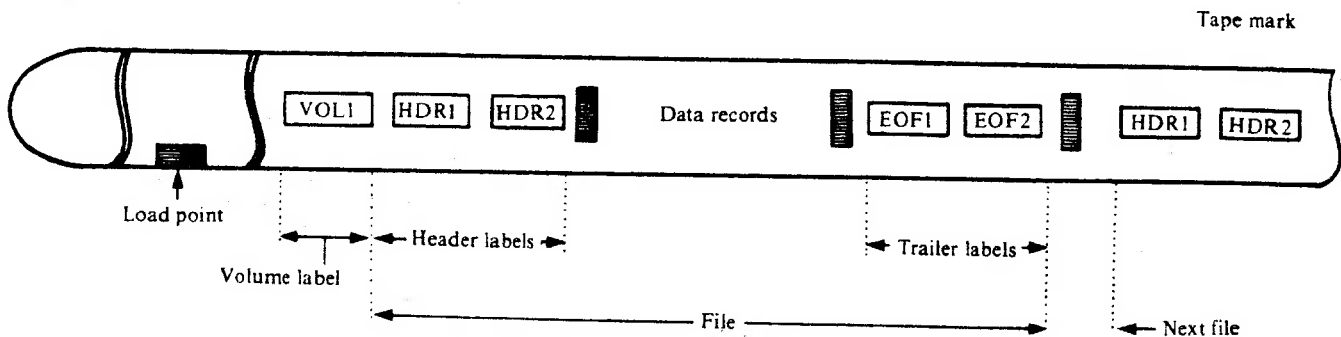 Tape mark
VOL1 HDR1 HDR2 Data records EOF1 EOF2 HDR1 HDR2
Load point
Header labels
Trailer labels
Volume label
File
Next file